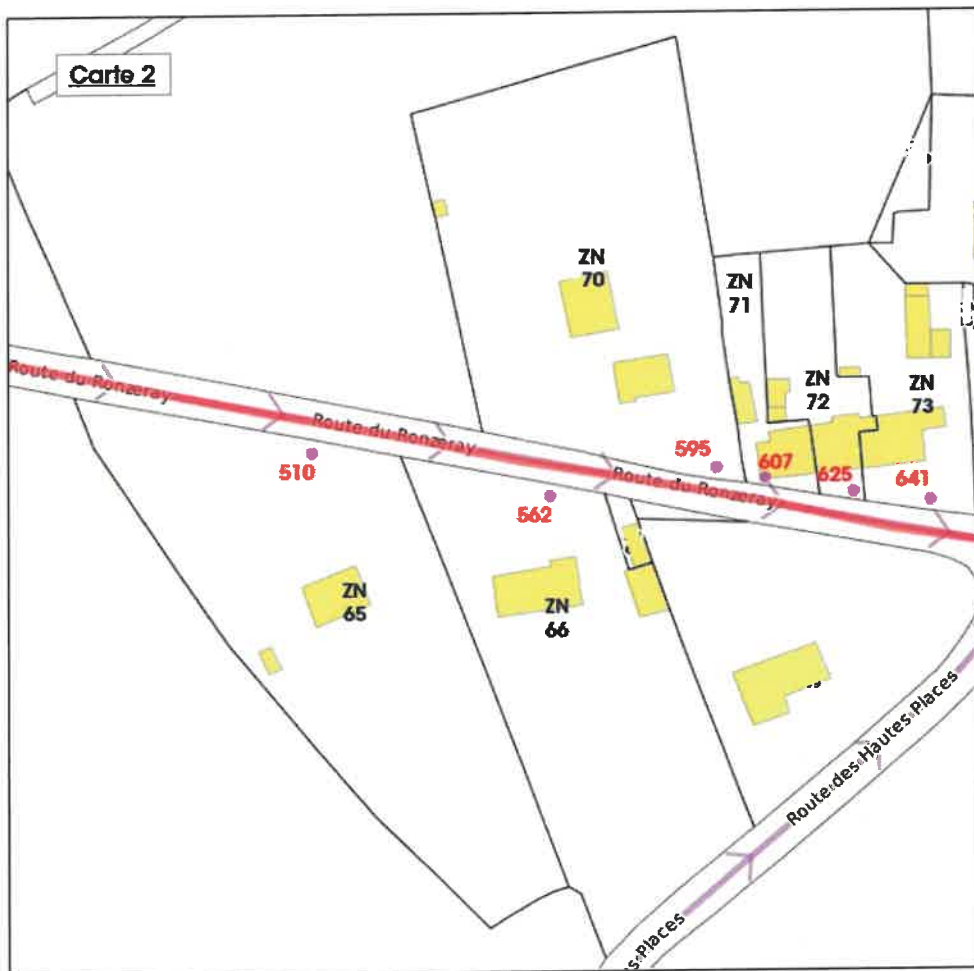 Carte 2
ZN
70
ZN
71
ZN
72
ZN
73
Route du Ronzeray
Route du Ronzeray
Route du Ronzeray
510
562
595
607
625
641
ZN
65
ZN
66
Route des Hautes Places
es Places